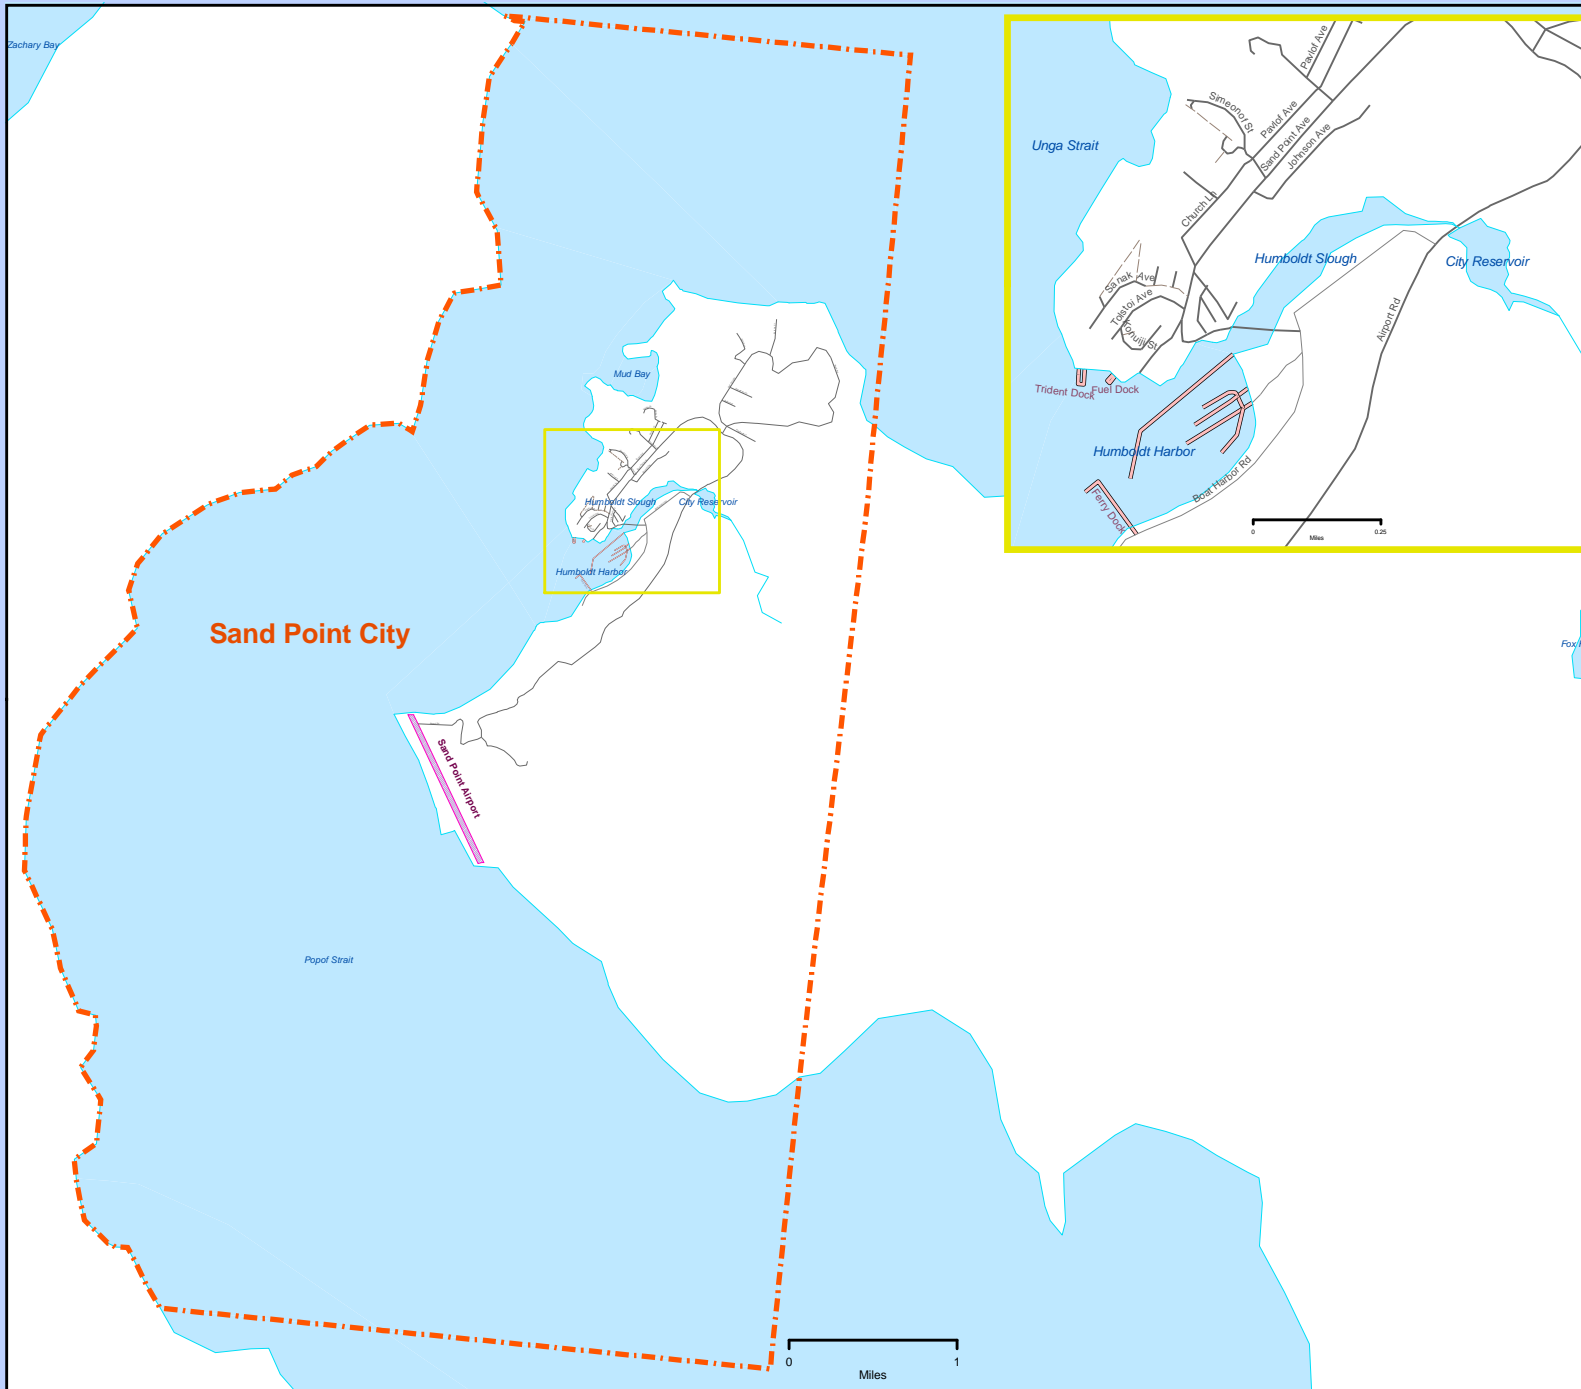 Zachary Bay
Pavlof Ave
Simeonof St
Pavlof Ave
Sand Point Ave
Johnson Ave
Unga Strait
Church Ln
Humboldt Slough
City Reservoir
Sanak Ave
Tolstoi Ave
Airport Rd
Trident Dock
Fuel Dock
Humboldt Harbor
Boat Harbor Rd
Ferry Dock
0
0.25
Miles
Mud Bay
Humboldt Slough
City Reservoir
Humboldt Harbor
Sand Point City
Fox
Sand Point Airport
Popof Strait
0
1
Miles